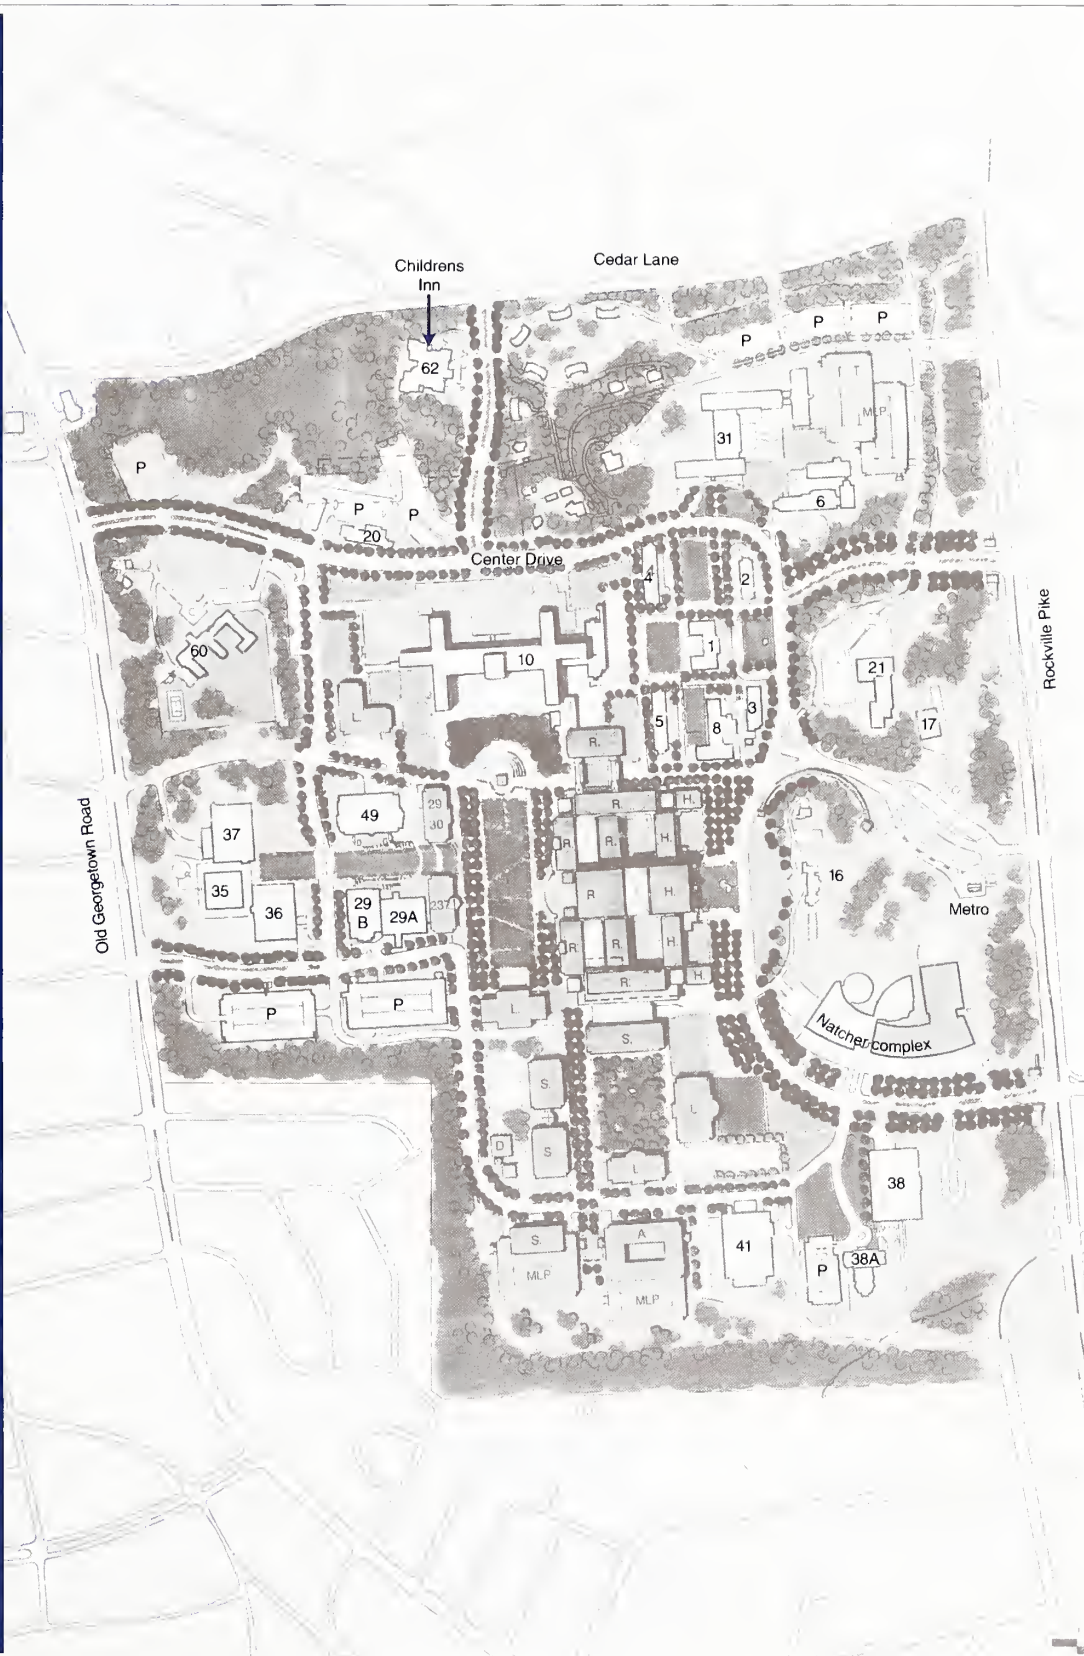 Cedar Lane
Childrens
Inn
P
P
P
62
MLP
31
P
P
P
6
20
Center Drive
4
2
1
60
10
21
Rockville Pike
L.
5
8
3
17
R.
29
30
49
R.
H.
37
R.
R.
H.
Old Georgetown Road
35
36
29
B
29A
237
R
H.
16
Metro
R.
R.
H.
R.
H.
P
P
L.
S.
Natcher complex
S.
L.
D
S
L
38
S.
A
41
38A
P
MLP
MLP